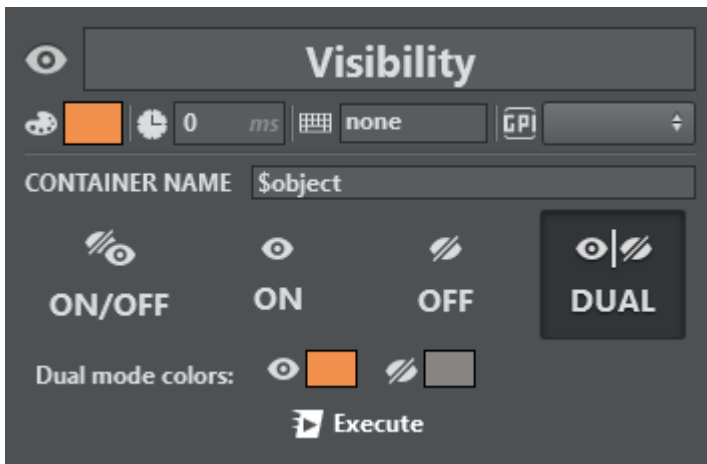 Visibility
0 ms none GPI
CONTAINER NAME $object
ON/OFF ON OFF DUAL
Dual mode colors:
Execute